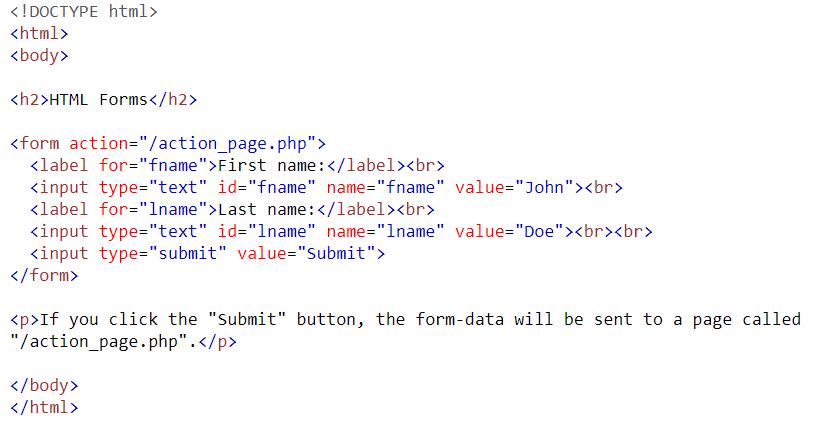 <!DOCTYPE html>
<html>
<body>
<h2>HTML Forms</h2>
<form action="/action_page.php">
<label for="fname">First name:</label><br>
<input type="text" id="fname" name="fname" value="John"><br>
<label for="lname">Last name:</label><br>
<input type="text" id="lname" name="lname" value="Doe"><br><br>
<input type="submit" value="Submit">
</form>
<p>If you click the "Submit" button, the form-data will be sent to a page called
"/action_page.php".</p>
</body>
</html>